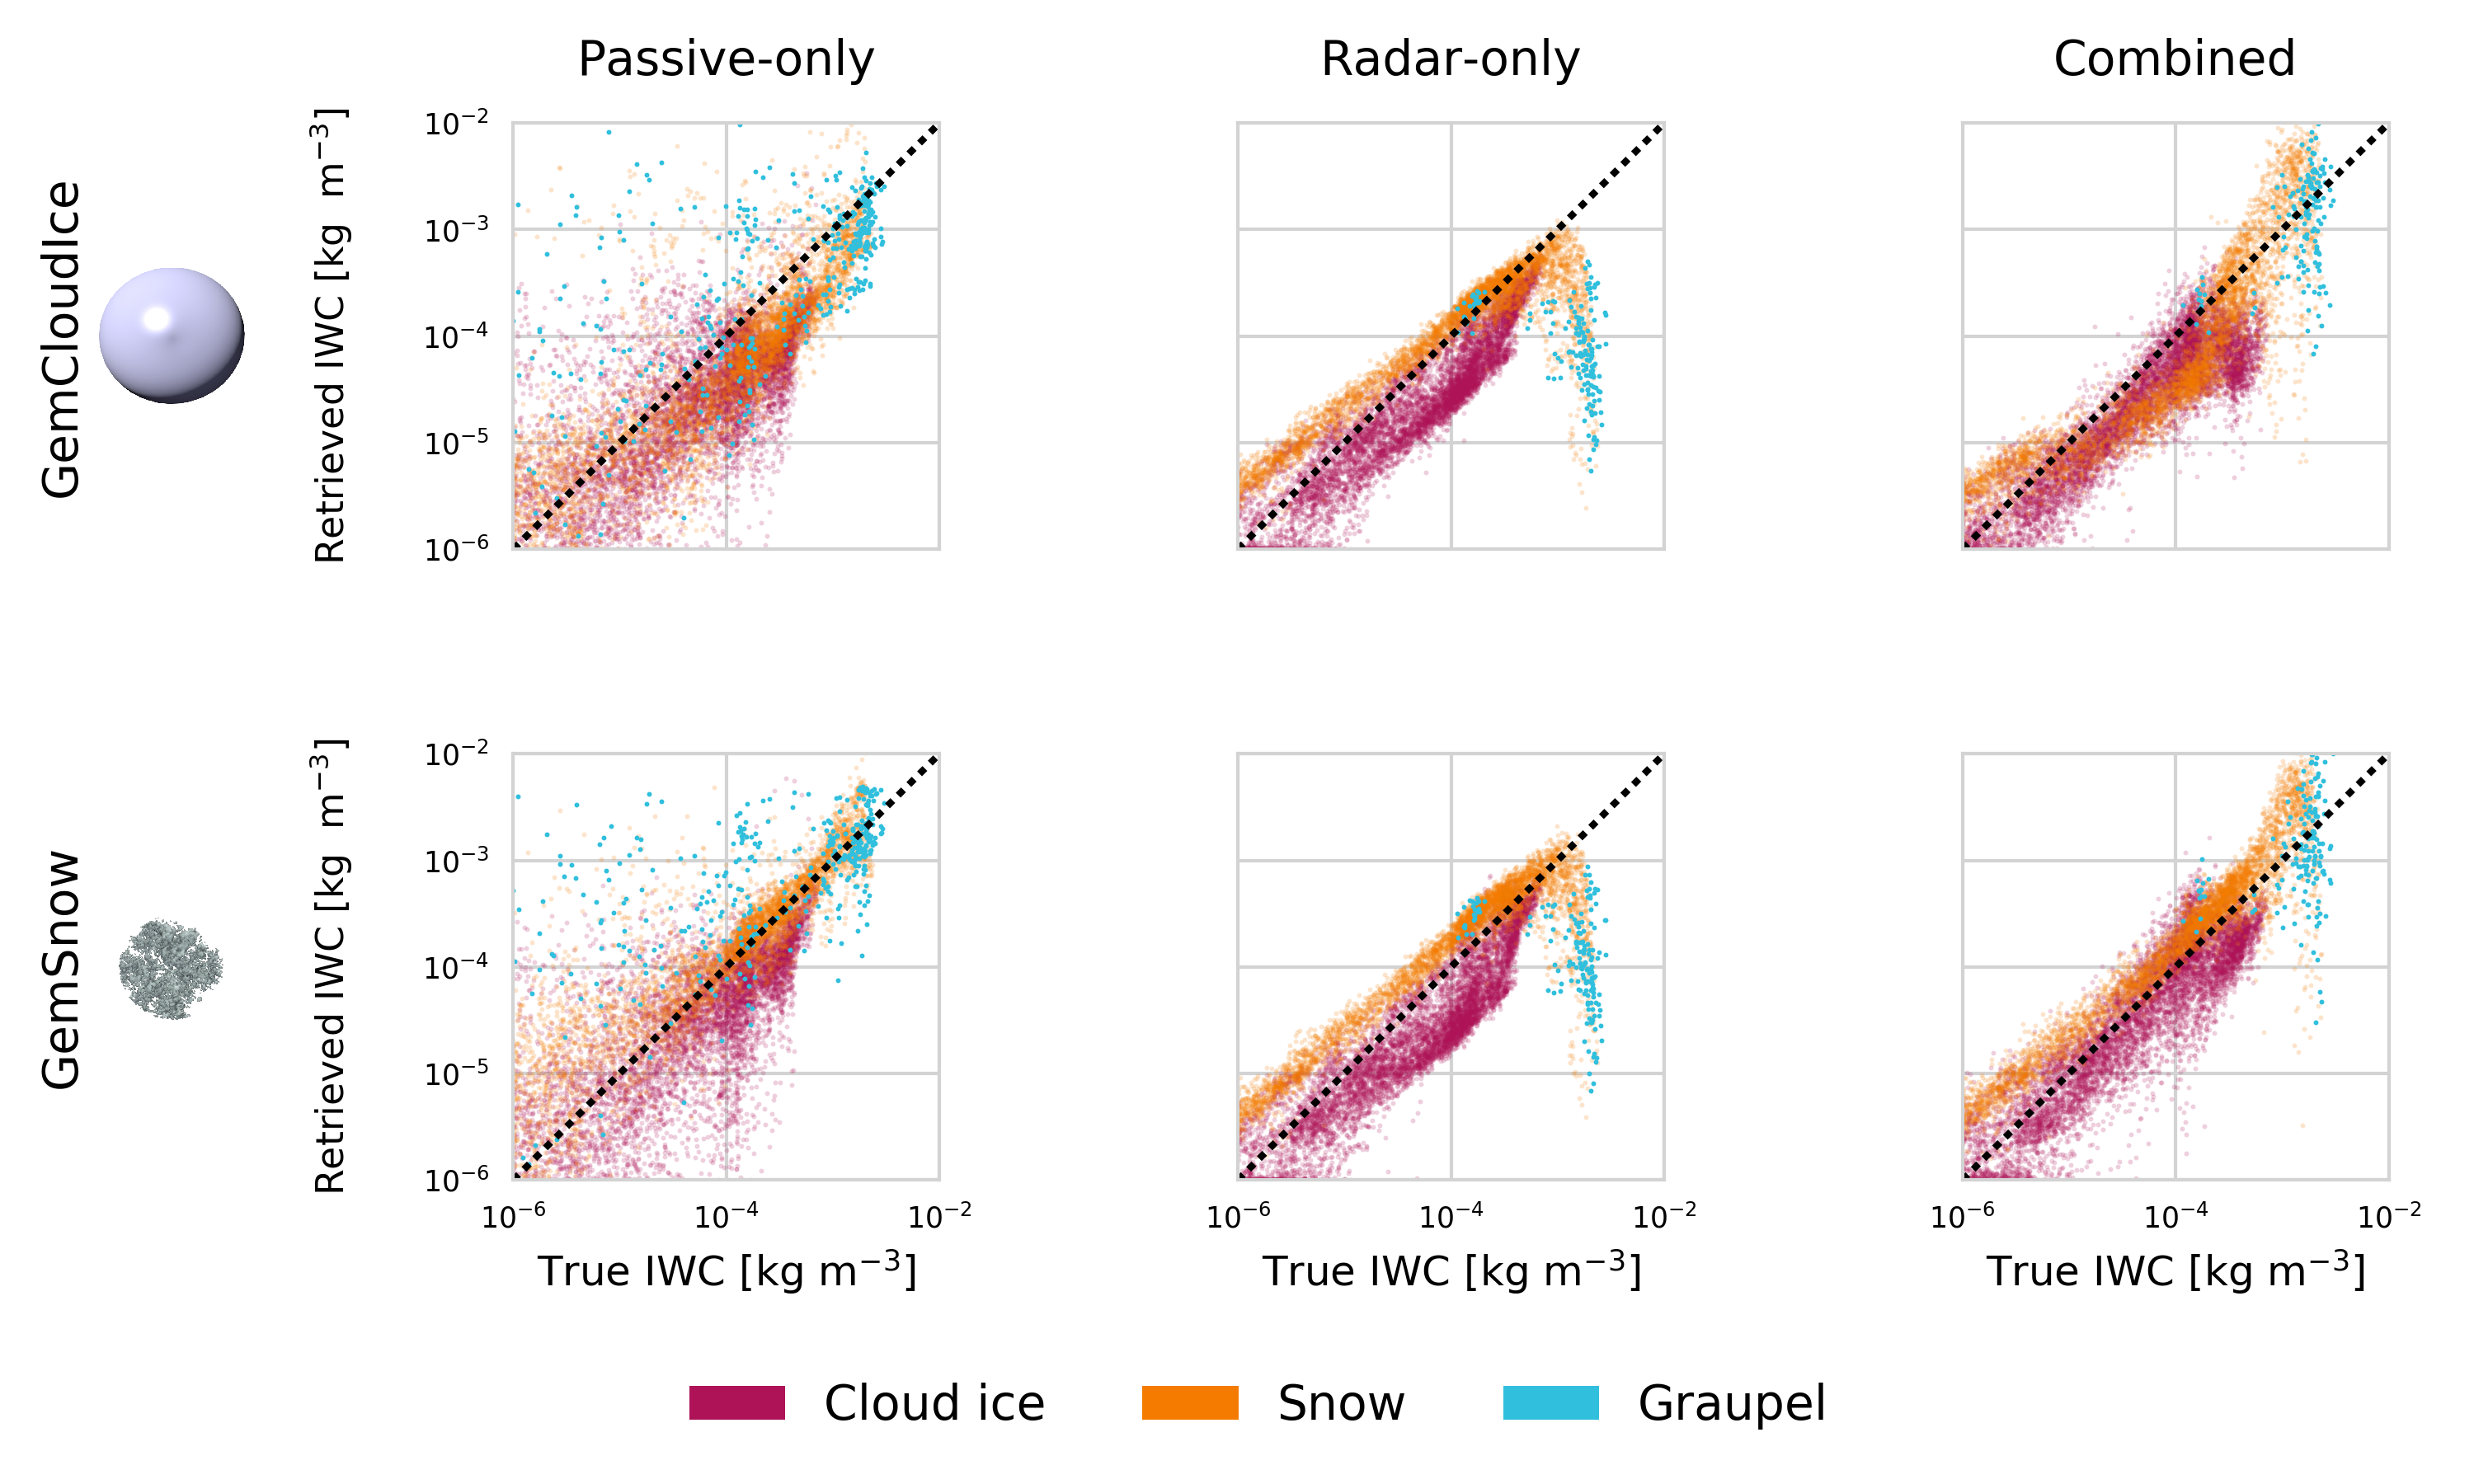 Passive-only Radar-only Combined
GemCloudIce
Retrieved IWC [kg m⁻³]
10⁻²
10⁻³
10⁻⁴
10⁻⁵
10⁻⁶
GemSnow
Retrieved IWC [kg m⁻³]
10⁻²
10⁻³
10⁻⁴
10⁻⁵
10⁻⁶
10⁻⁶ 10⁻⁴ 10⁻² 10⁻⁶ 10⁻⁴ 10⁻² 10⁻⁶ 10⁻⁴ 10⁻²
True IWC [kg m⁻³] True IWC [kg m⁻³] True IWC [kg m⁻³]
Cloud ice Snow Graupel